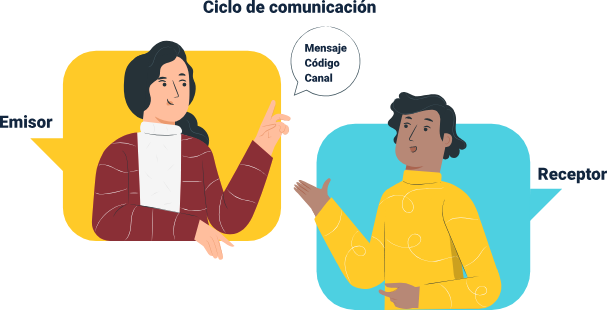 Ciclo de comunicación
Mensaje
Código
Canal
Emisor
Receptor